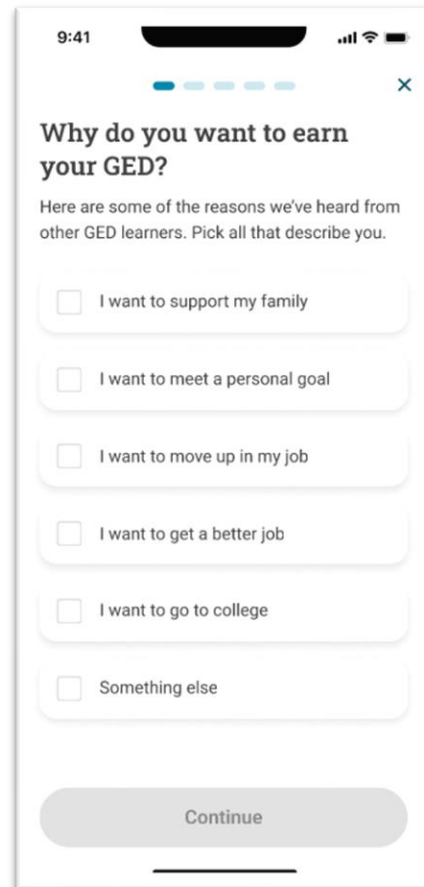 9:41
Why do you want to earn
your GED?
Here are some of the reasons we’ve heard from
other GED learners. Pick all that describe you.
I want to support my family
I want to meet a personal goal
I want to move up in my job
I want to get a better job
I want to go to college
Something else
Continue